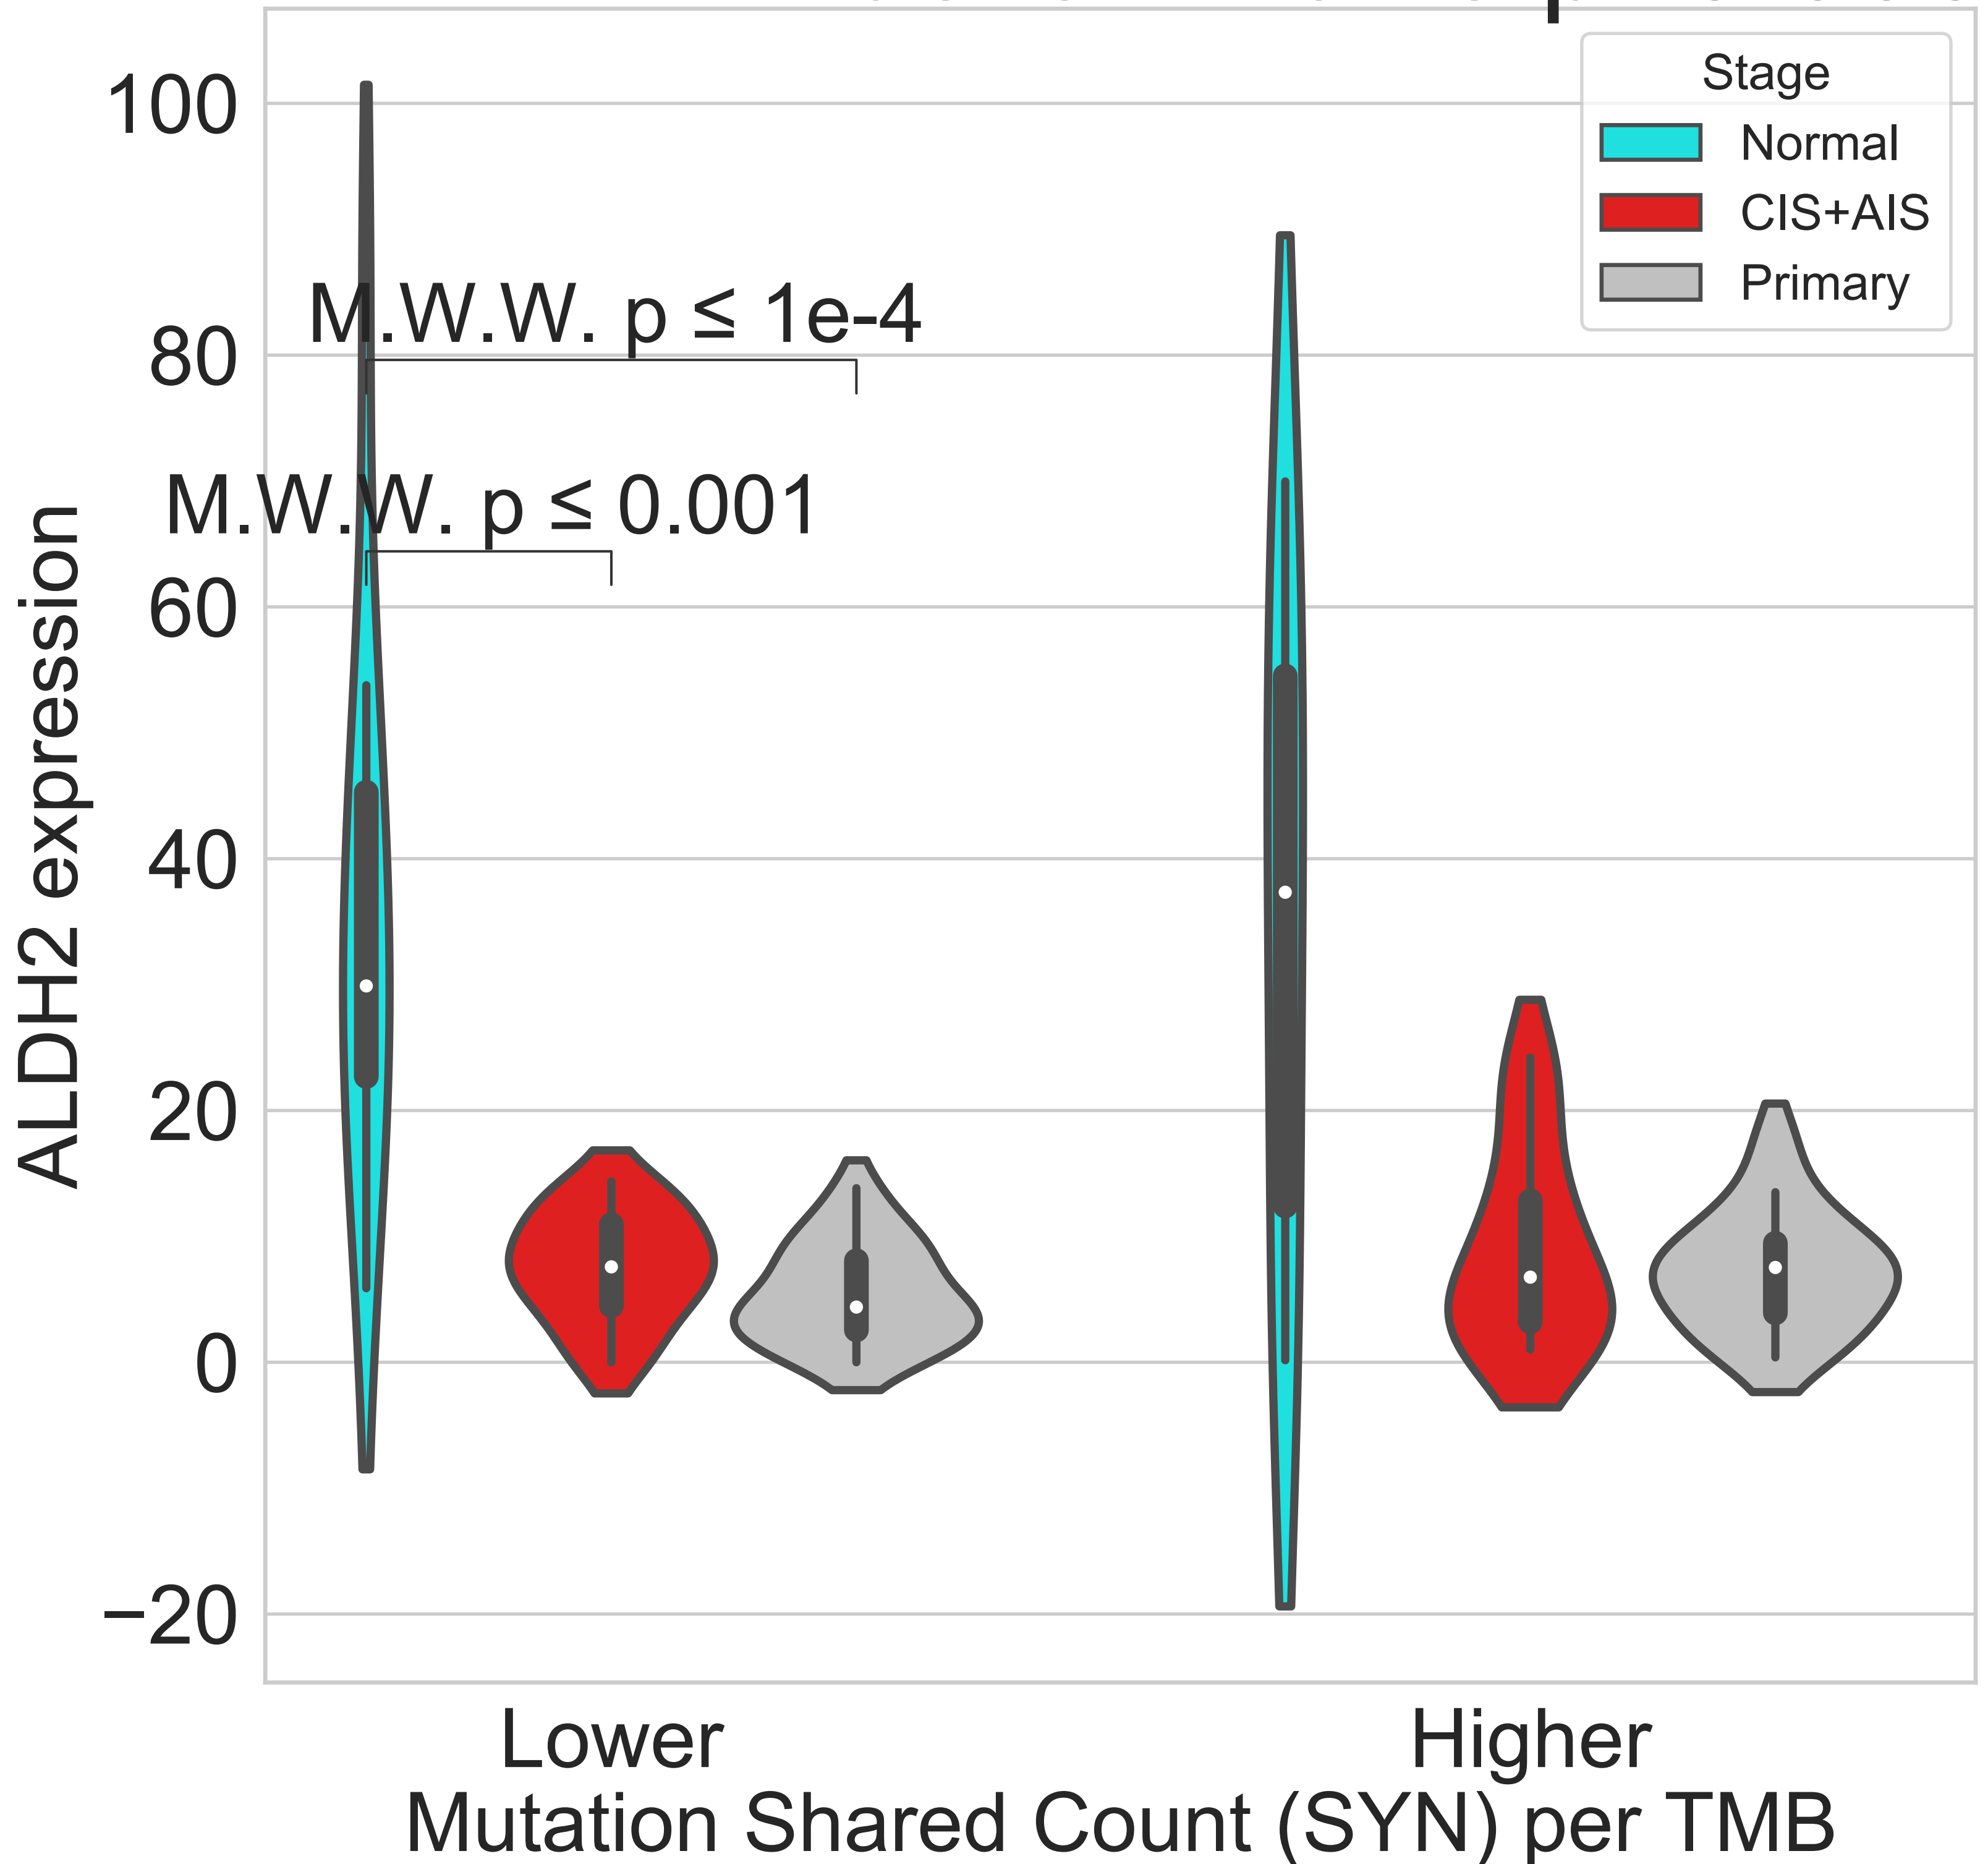 Stage
Normal
CIS+AIS
Primary
100
80
60
40
20
0
−20
ALDH2 expression
M.W.W. p ≤ 1e-4
M.W.W. p ≤ 0.001
Lower
Higher
Mutation Shared Count (SYN) per TMB